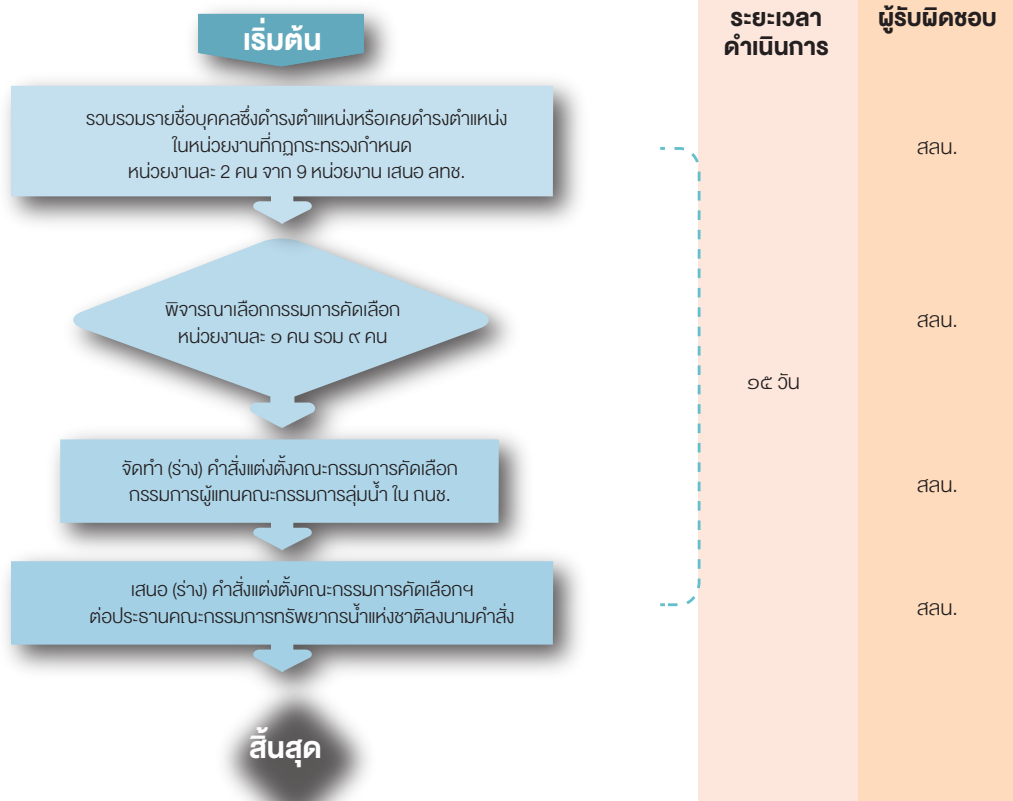 เริ่มต้น
ระยะเวลา
ดำเนินการ
ผู้รับผิดชอบ
รวบรวมรายชื่อบุคคลซึ่งดำรงตำแหน่งหรือเคยดำรงตำแหน่ง
ในหน่วยงานที่กฎกระทรวงกำหนด
หน่วยงานละ 2 คน จาก 9 หน่วยงาน เสนอ ลทช.
สลน.
พิจารณาเลือกกรรมการคัดเลือก
หน่วยงานละ ๑ คน รวม ๙ คน
สลน.
๑๕ วัน
จัดทำ (ร่าง) คำสั่งแต่งตั้งคณะกรรมการคัดเลือก
กรรมการผู้แทนคณะกรรมการลุ่มน้ำ ใน กนช.
สลน.
เสนอ (ร่าง) คำสั่งแต่งตั้งคณะกรรมการคัดเลือกฯ
ต่อประธานคณะกรรมการทรัพยากรน้ำแห่งชาติลงนามคำสั่ง
สลน.
สิ้นสุด